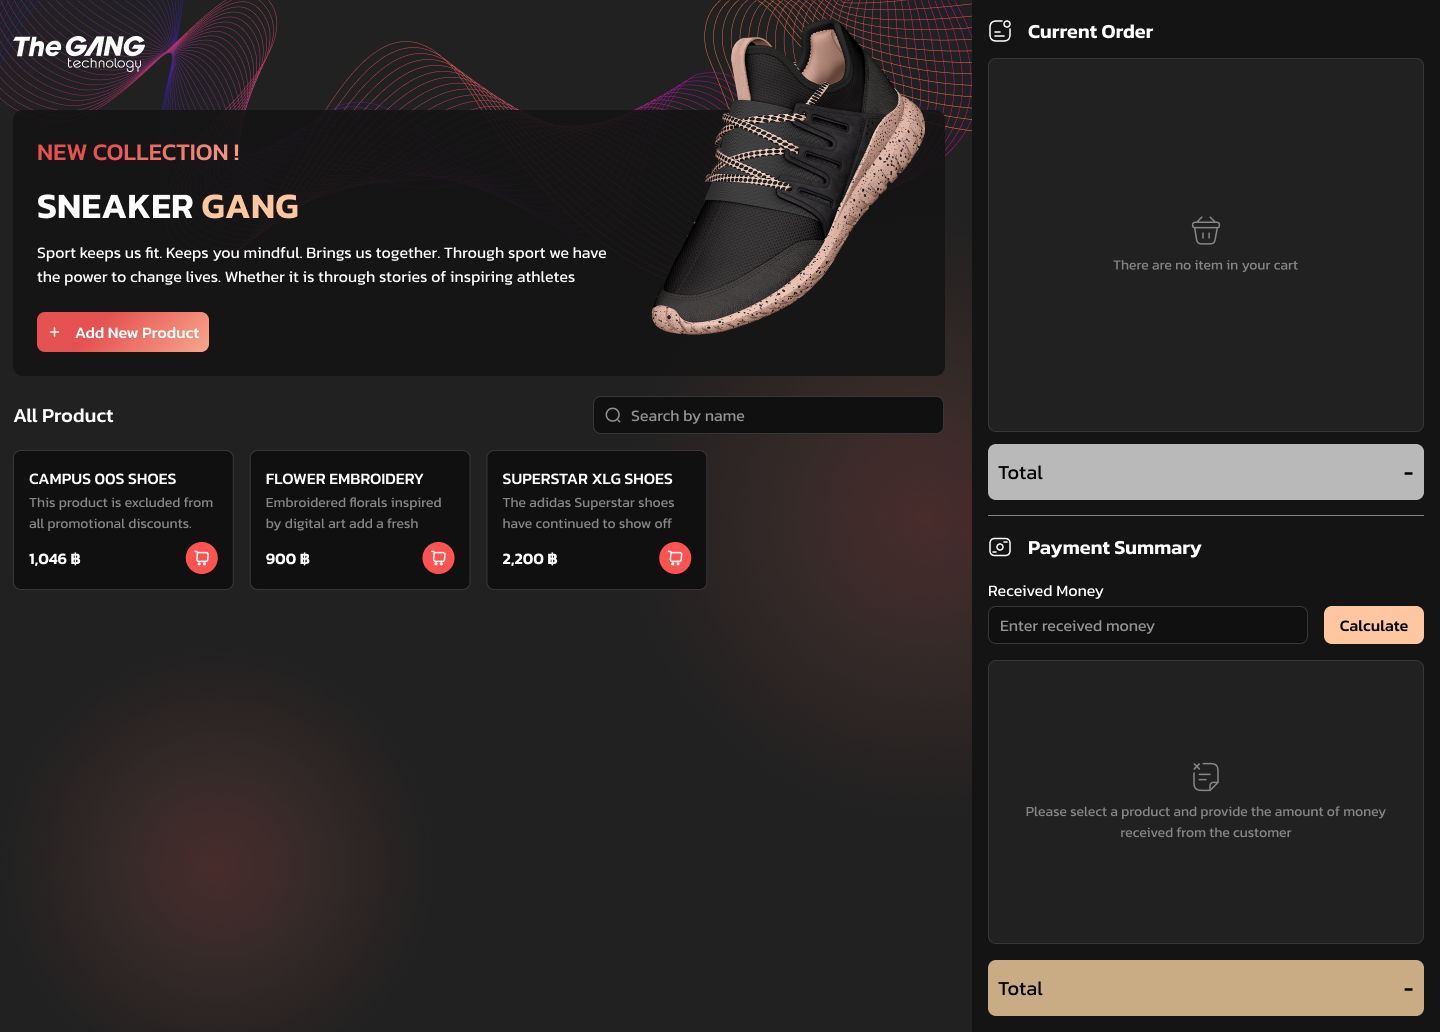 The GANG
technology
NEW COLLECTION !
SNEAKER GANG
Sport keeps us fit. Keeps you mindful. Brings us together. Through sport we have
the power to change lives. Whether it is through stories of inspiring athletes
+ Add New Product
All Product
Search by name
CAMPUS 00S SHOES
This product is excluded from
all promotional discounts.
1,046 ฿
FLOWER EMBROIDERY
Embroidered florals inspired
by digital art add a fresh
900 ฿
SUPERSTAR XLG SHOES
The adidas Superstar shoes
have continued to show off
2,200 ฿
Current Order
There are no item in your cart
Total -
Payment Summary
Received Money
Enter received money
Calculate
Please select a product and provide the amount of money
received from the customer
Total -